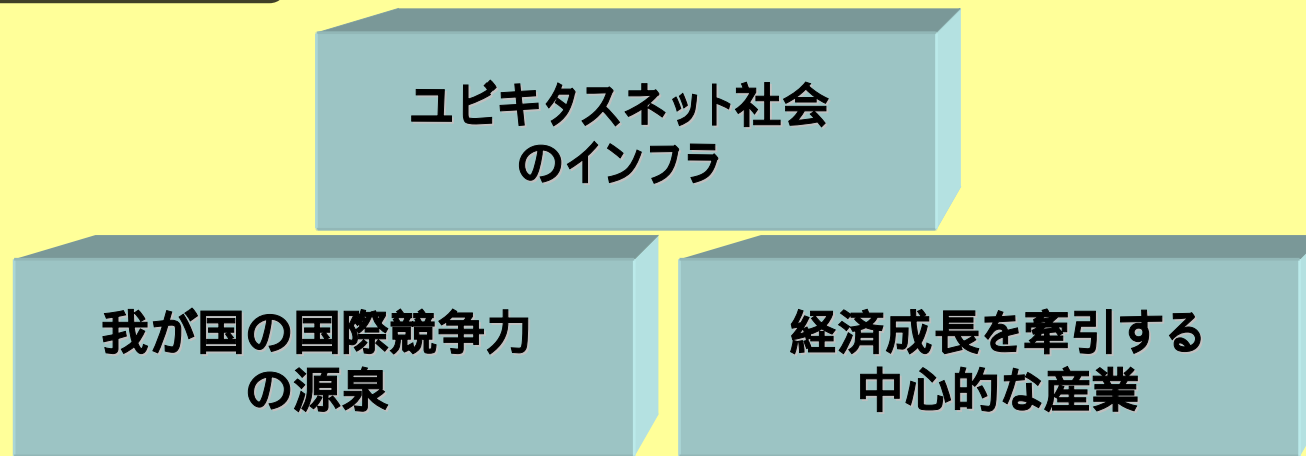 ユビキタスネット社会
のインフラ
我が国の国際競争力
の源泉
経済成長を牽引する
中心的な産業